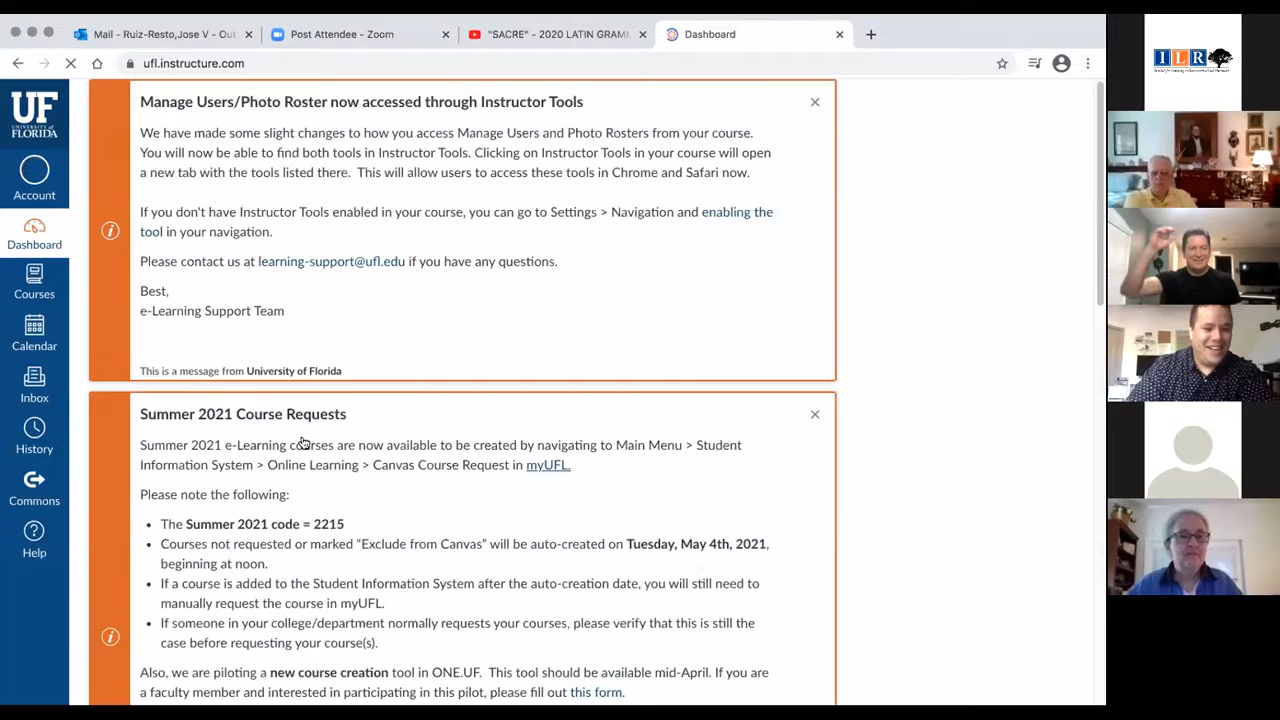 Mail - Ruiz-Resto,Jose V - Out
Post Attendee - Zoom
"SACRE" - 2020 LATIN GRAMM
Dashboard
ufl.instructure.com
UF
UNIVERSITY of
FLORIDA
Account
Dashboard
Courses
Calendar
Inbox
History
Commons
Help
Manage Users/Photo Roster now accessed through Instructor Tools
We have made some slight changes to how you access Manage Users and Photo Rosters from your course.
You will now be able to find both tools in Instructor Tools. Clicking on Instructor Tools in your course will open
a new tab with the tools listed there. This will allow users to access these tools in Chrome and Safari now.
If you don't have Instructor Tools enabled in your course, you can go to Settings > Navigation and enabling the
tool in your navigation.
Please contact us at learning-support@ufl.edu if you have any questions.
Best,
e-Learning Support Team
This is a message from University of Florida
Summer 2021 Course Requests
Summer 2021 e-Learning courses are now available to be created by navigating to Main Menu > Student
Information System > Online Learning > Canvas Course Request in myUFL.
Please note the following:
• The Summer 2021 code = 2215
• Courses not requested or marked “Exclude from Canvas” will be auto-created on Tuesday, May 4th, 2021,
beginning at noon.
• If a course is added to the Student Information System after the auto-creation date, you will still need to
manually request the course in myUFL.
• If someone in your college/department normally requests your courses, please verify that this is still the
case before requesting your course(s).
Also, we are piloting a new course creation tool in ONE.UF. This tool should be available mid-April. If you are
a faculty member and interested in participating in this pilot, please fill out this form.
ILR